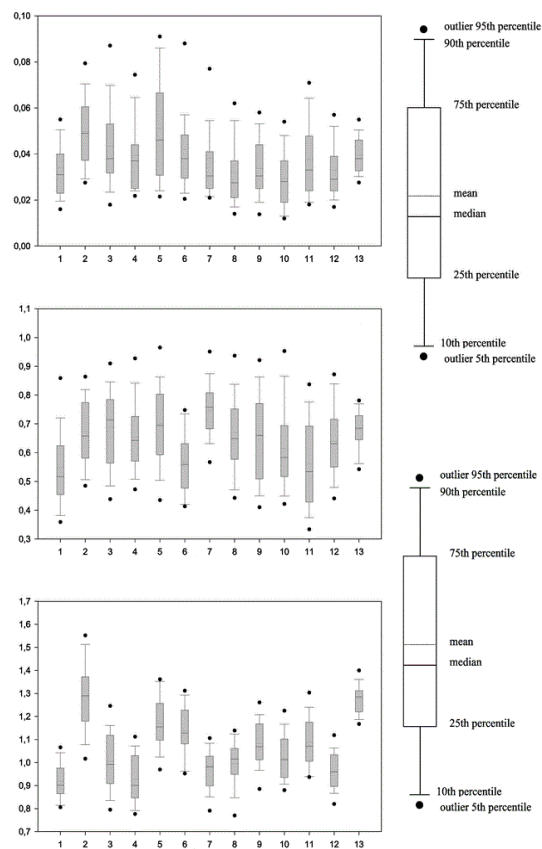 0,10
0,08
0,06
0,04
0,02
0,00
1 2 3 4 5 6 7 8 9 10 11 12 13
outlier 95th percentile
90th percentile
75th percentile
mean
median
25th percentile
10th percentile
outlier 5th percentile
1,1
1,0
0,9
0,8
0,7
0,6
0,5
0,4
0,3
1 2 3 4 5 6 7 8 9 10 11 12 13
outlier 95th percentile
90th percentile
75th percentile
mean
median
25th percentile
10th percentile
outlier 5th percentile
1,7
1,6
1,5
1,4
1,3
1,2
1,1
1,0
0,9
0,8
0,7
1 2 3 4 5 6 7 8 9 10 11 12 13